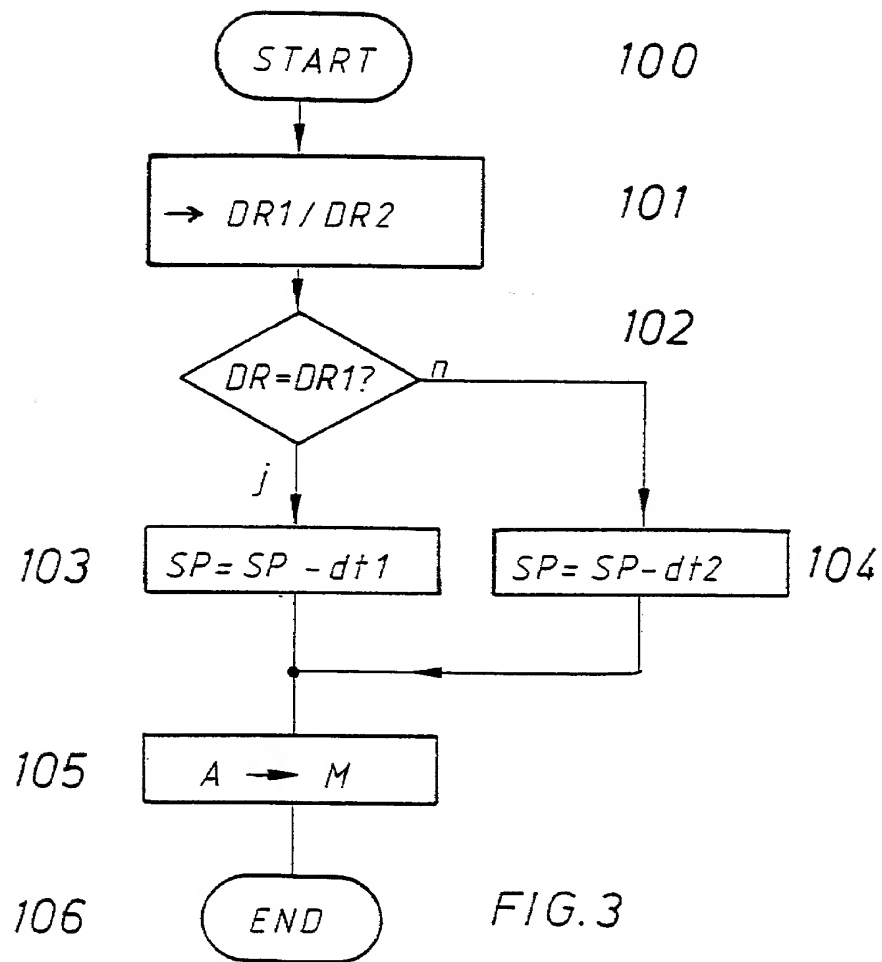 START 100
→ DR1/DR2 101
102
DR=DR1? n
j
103 SP=SP-dt1 SP=SP-dt2 104
105 A → M
106 END FIG.3